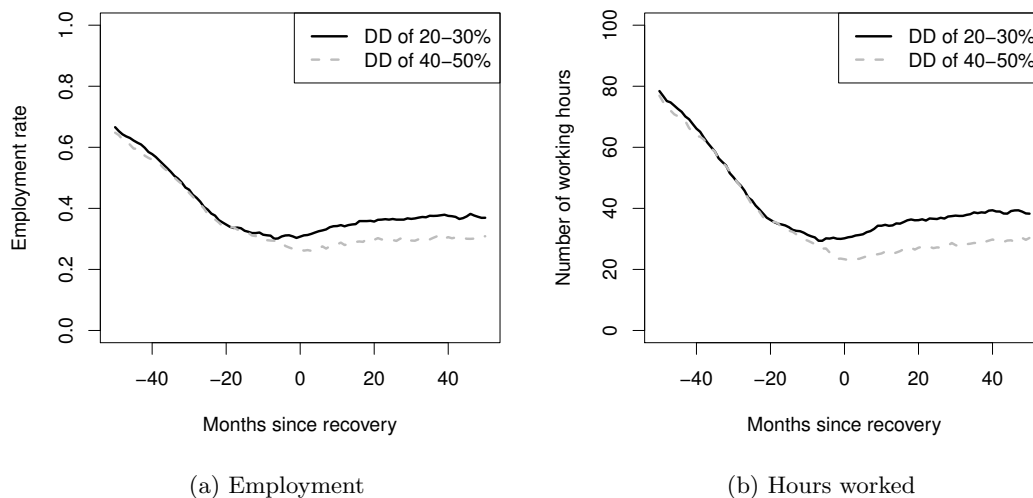 DD of 20−30%
DD of 40−50%
Employment rate
1.0
0.8
0.6
0.4
0.2
0.0
−40 −20 0 20 40
Months since recovery
(a) Employment
DD of 20−30%
DD of 40−50%
Number of working hours
100
80
60
40
20
0
−40 −20 0 20 40
Months since recovery
(b) Hours worked